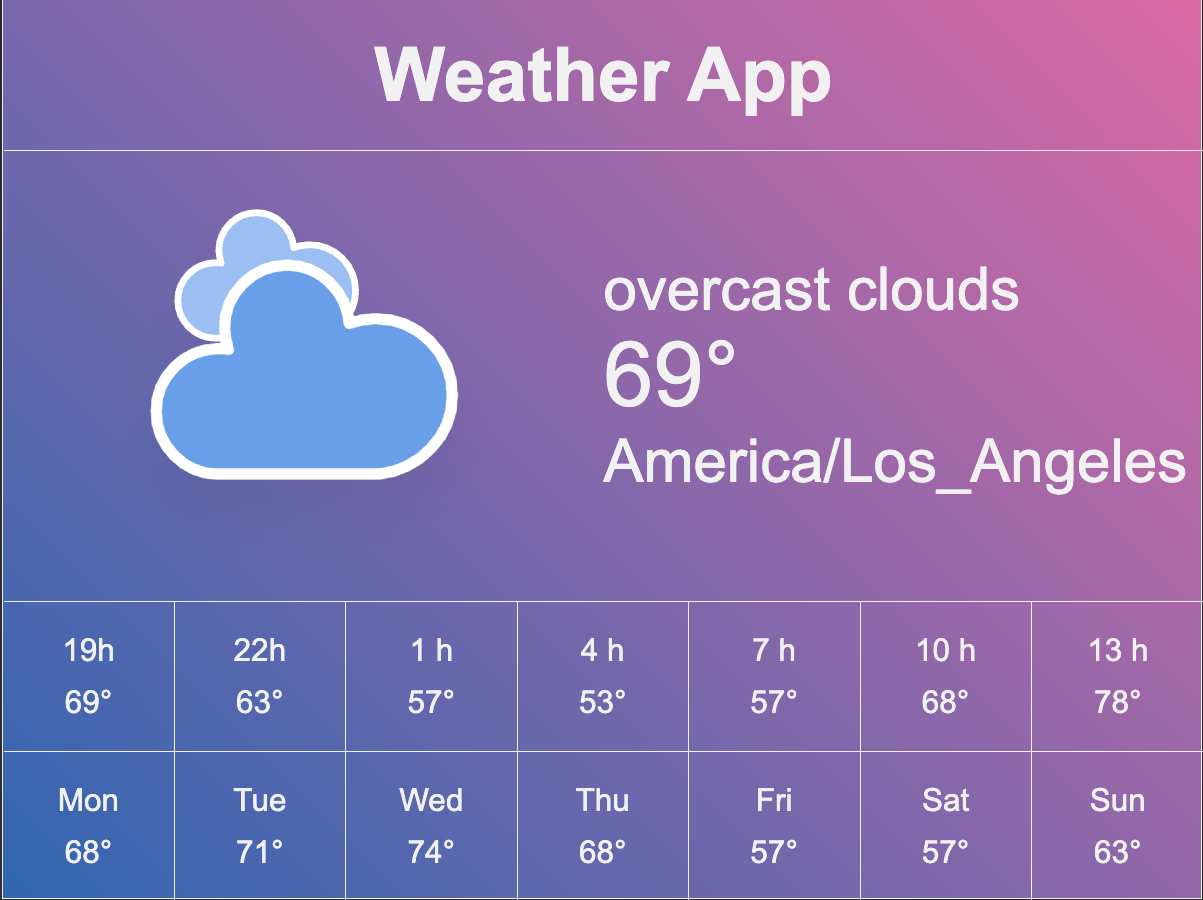 Weather App
overcast clouds
69°
America/Los_Angeles
19h 22h 1 h 4 h 7 h 10 h 13 h
69° 63° 57° 53° 57° 68° 78°
Mon Tue Wed Thu Fri Sat Sun
68° 71° 74° 68° 57° 57° 63°